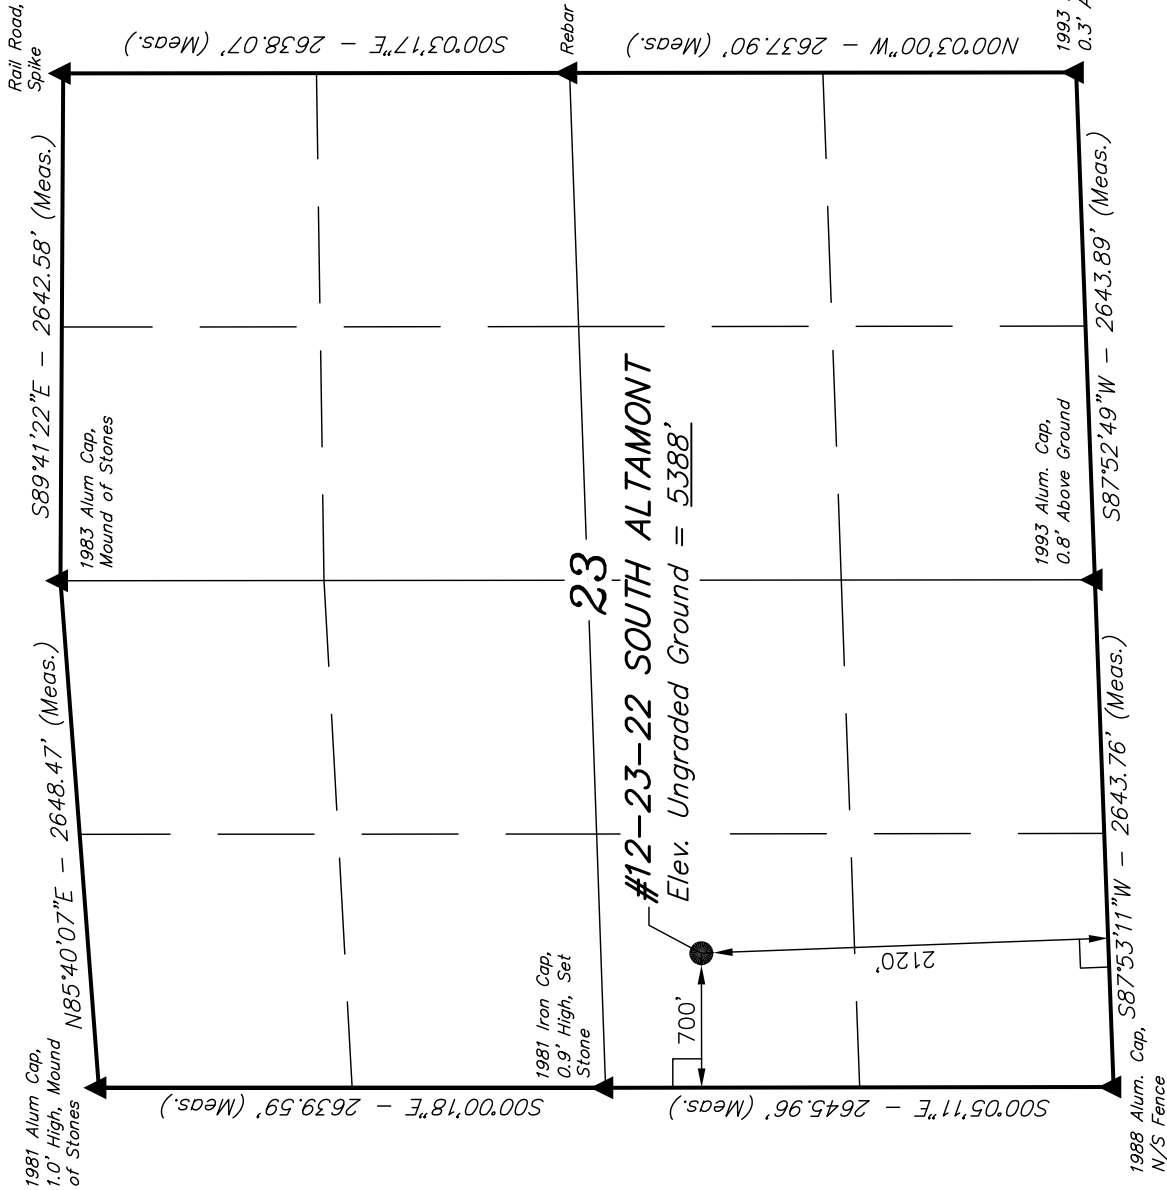 1981 Alum Cap,
1.0' High, Mound
of Stones
N85°40'07"E – 2648.47' (Meas.)
S89°41'22"E – 2642.58' (Meas.)
Rail Road,
Spike
1983 Alum Cap,
Mound of Stones
S00°00'18"E – 2639.59' (Meas.)
S00°03'17"E – 2638.07' (Meas.)
1981 Iron Cap,
0.9' High, Set
Stone
23
Rebar
#12-23-22 SOUTH ALTAMONT
Elev. Ungraded Ground = 5388'
700'
2120'
S00°05'11"E – 2645.96' (Meas.)
N00°03'00"W – 2637.90' (Meas.)
1993 Alum. Cap,
0.8' Above Ground
1993
0.3'
S87°53'11"W – 2643.76' (Meas.)
S87°52'49"W – 2643.89' (Meas.)
1988 Alum. Cap,
N/S Fence